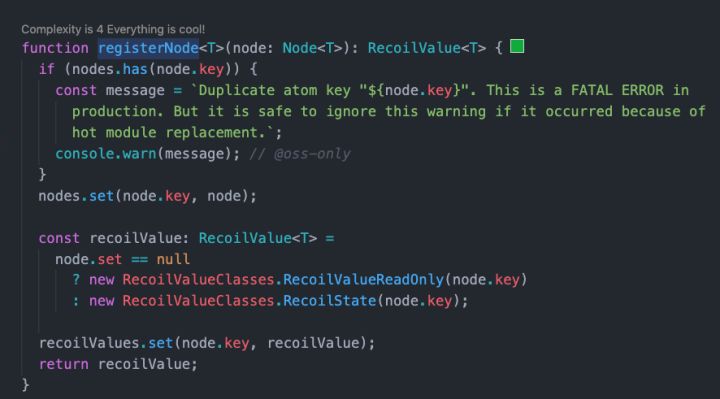 Complexity is 4 Everything is cool!
function registerNode<T>(node: Node<T>): RecoilValue<T> {
  if (nodes.has(node.key)) {
    const message = `Duplicate atom key "${node.key}". This is a FATAL ERROR in
      production. But it is safe to ignore this warning if it occurred because of
      hot module replacement.`;
    console.warn(message); // @oss-only
  }
  nodes.set(node.key, node);

  const recoilValue: RecoilValue<T> =
    node.set == null
      ? new RecoilValueClasses.RecoilValueReadOnly(node.key)
      : new RecoilValueClasses.RecoilState(node.key);

  recoilValues.set(node.key, recoilValue);
  return recoilValue;
}